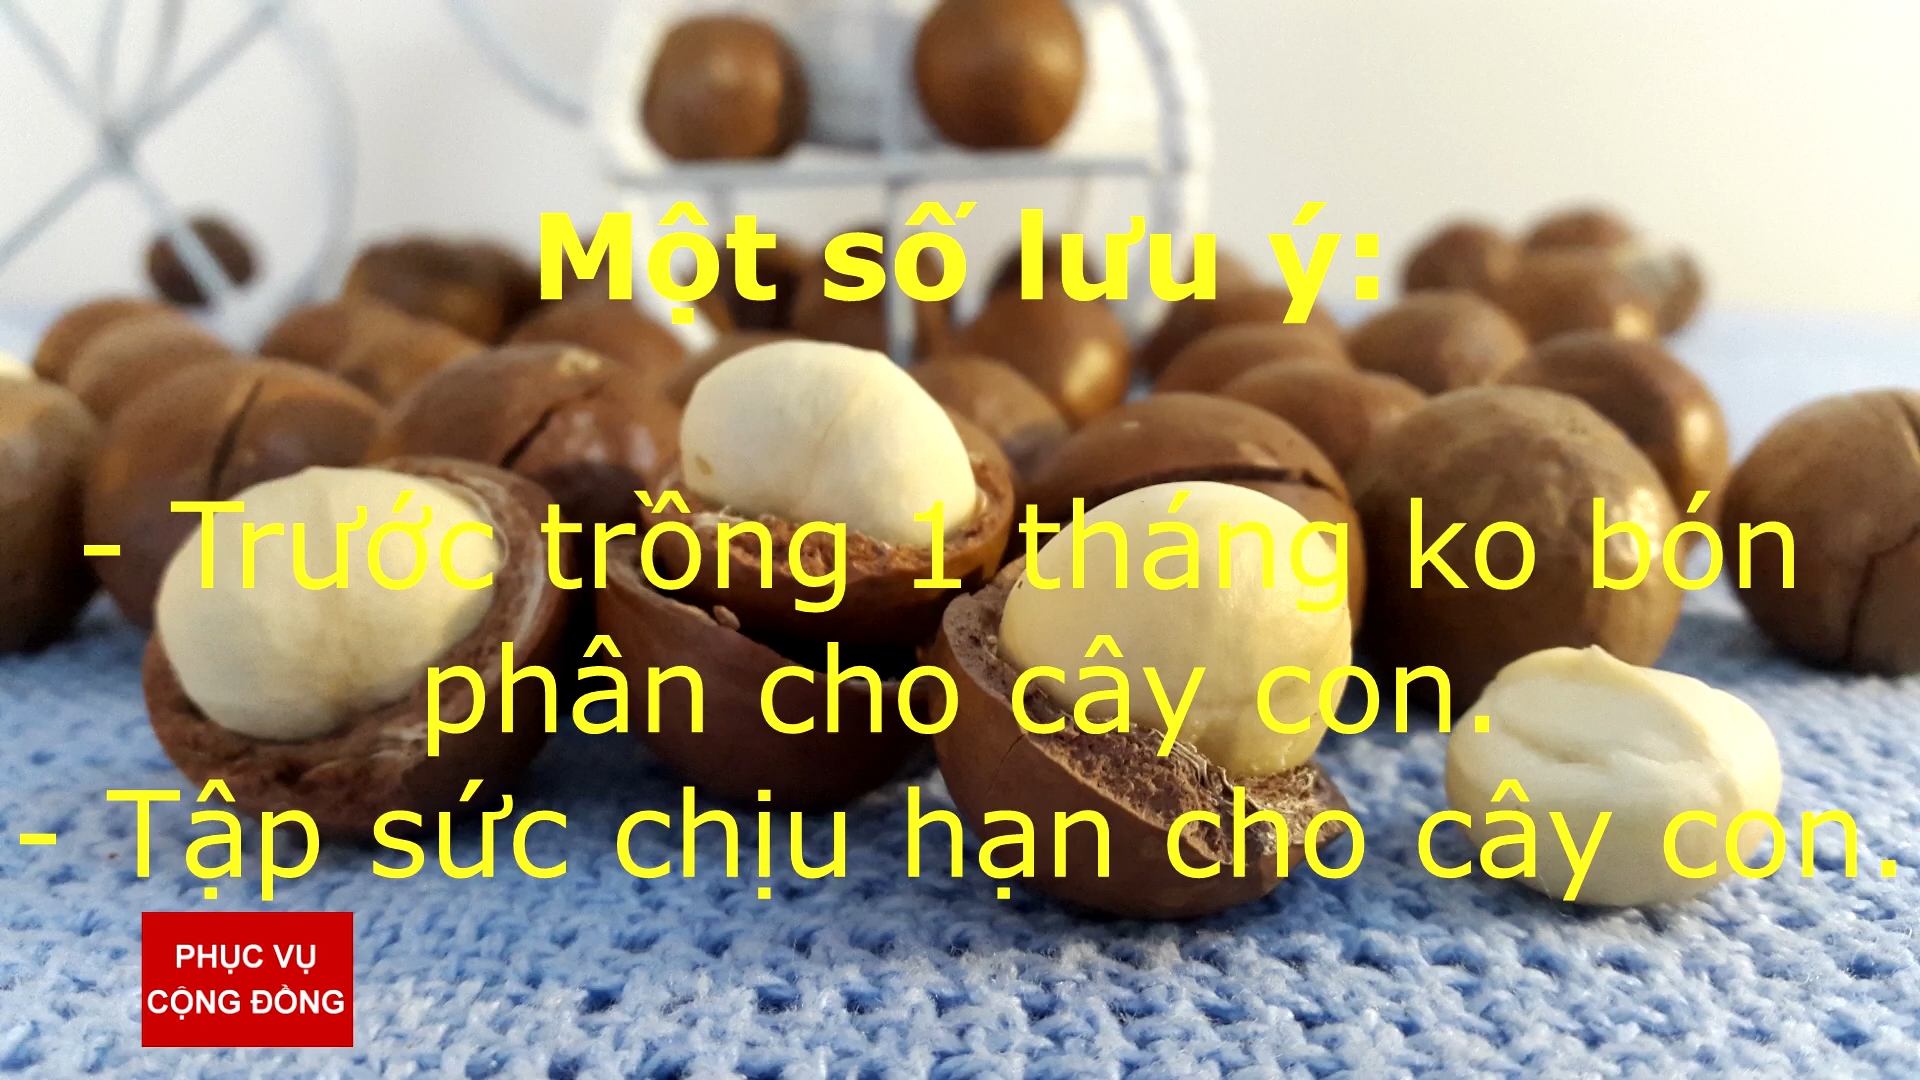 Một số lưu ý:
- Trước trồng 1 tháng ko bón
phân cho cây con.
- Tập sức chịu hạn cho cây con.
PHỤC VỤ
CỘNG ĐỒNG